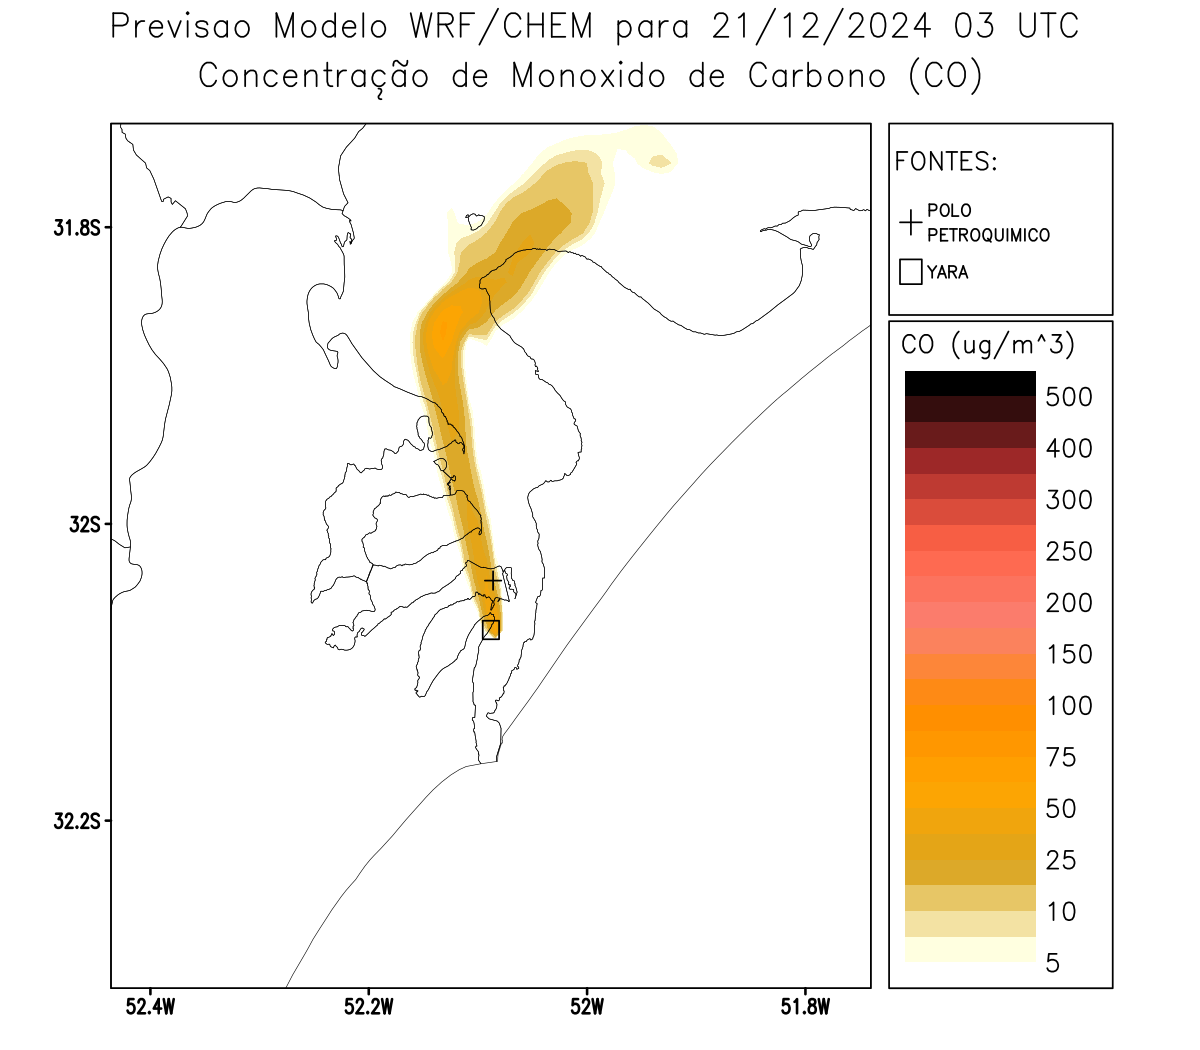 Previsao Modelo WRF/CHEM para 21/12/2024 03 UTC
Concentração de Monoxido de Carbono (CO)
FONTES:
POLO
PETROQUIMICO
YARA
CO (ug/m^3)
500
400
300
250
200
150
100
75
50
25
10
5
31.8S
32S
32.2S
52.4W
52.2W
52W
51.8W